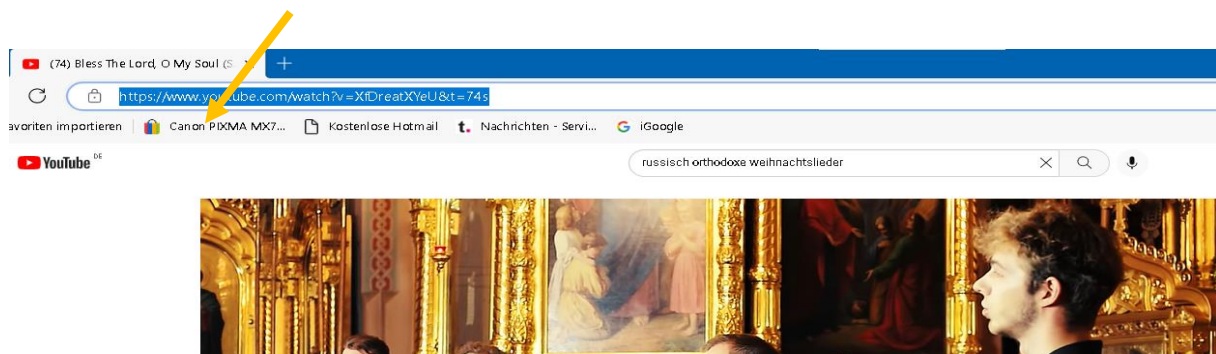 (74) Bless The Lord, O My Soul (S
https://www.youtube.com/watch?v=XfDreatXYeU&t=74s
avoriten importieren Canon PIXMA MX7... Kostenlose Hotmail t. Nachrichten - Servi... G iGoogle
YouTube DE russisch orthodoxe weihnachtslieder